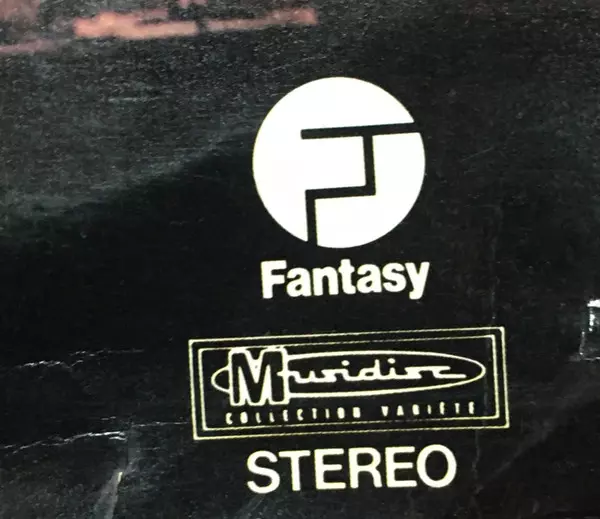 Fantasy
Musidisc
COLLECTION VARIÉTÉ
STEREO